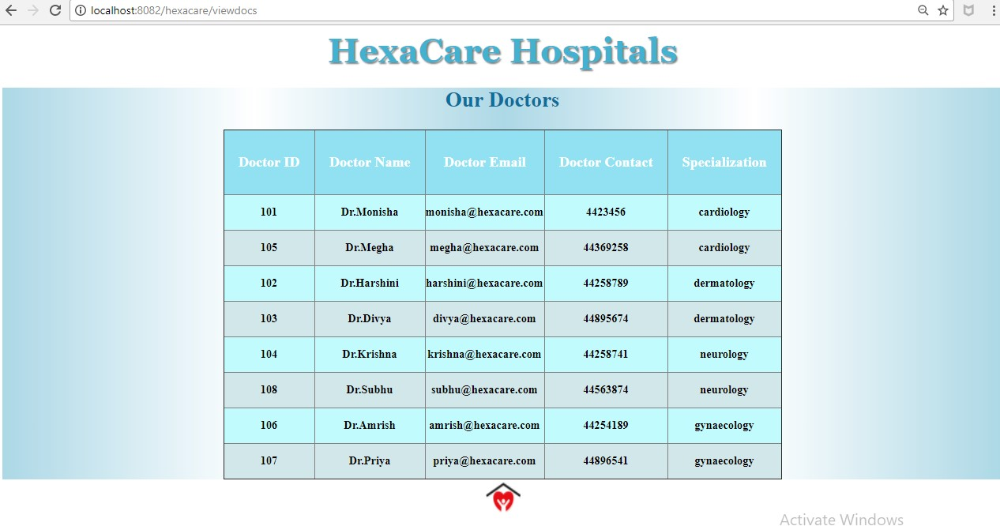 localhost:8082/hexacare/viewdocs
HexaCare Hospitals
Our Doctors
Doctor ID Doctor Name Doctor Email Doctor Contact Specialization
101 Dr.Monisha monisha@hexacare.com 4423456 cardiology
105 Dr.Megha megha@hexacare.com 44369258 cardiology
102 Dr.Harshini harshini@hexacare.com 44258789 dermatology
103 Dr.Divya divya@hexacare.com 44895674 dermatology
104 Dr.Krishna krishna@hexacare.com 44258741 neurology
108 Dr.Subhu subhu@hexacare.com 44563874 neurology
106 Dr.Amrish amrish@hexacare.com 44254189 gynaecology
107 Dr.Priya priya@hexacare.com 44896541 gynaecology
Activate Windows